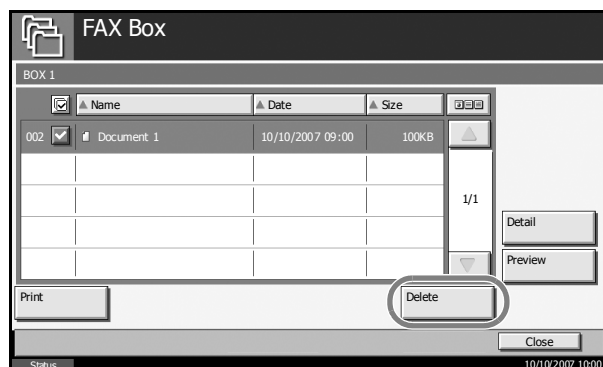 FAX Box
BOX 1
Name Date Size
002 Document 1 10/10/2007 09:00 100KB
1/1
Detail
Preview
Print Delete
Close
Status 10/10/2007 10:00